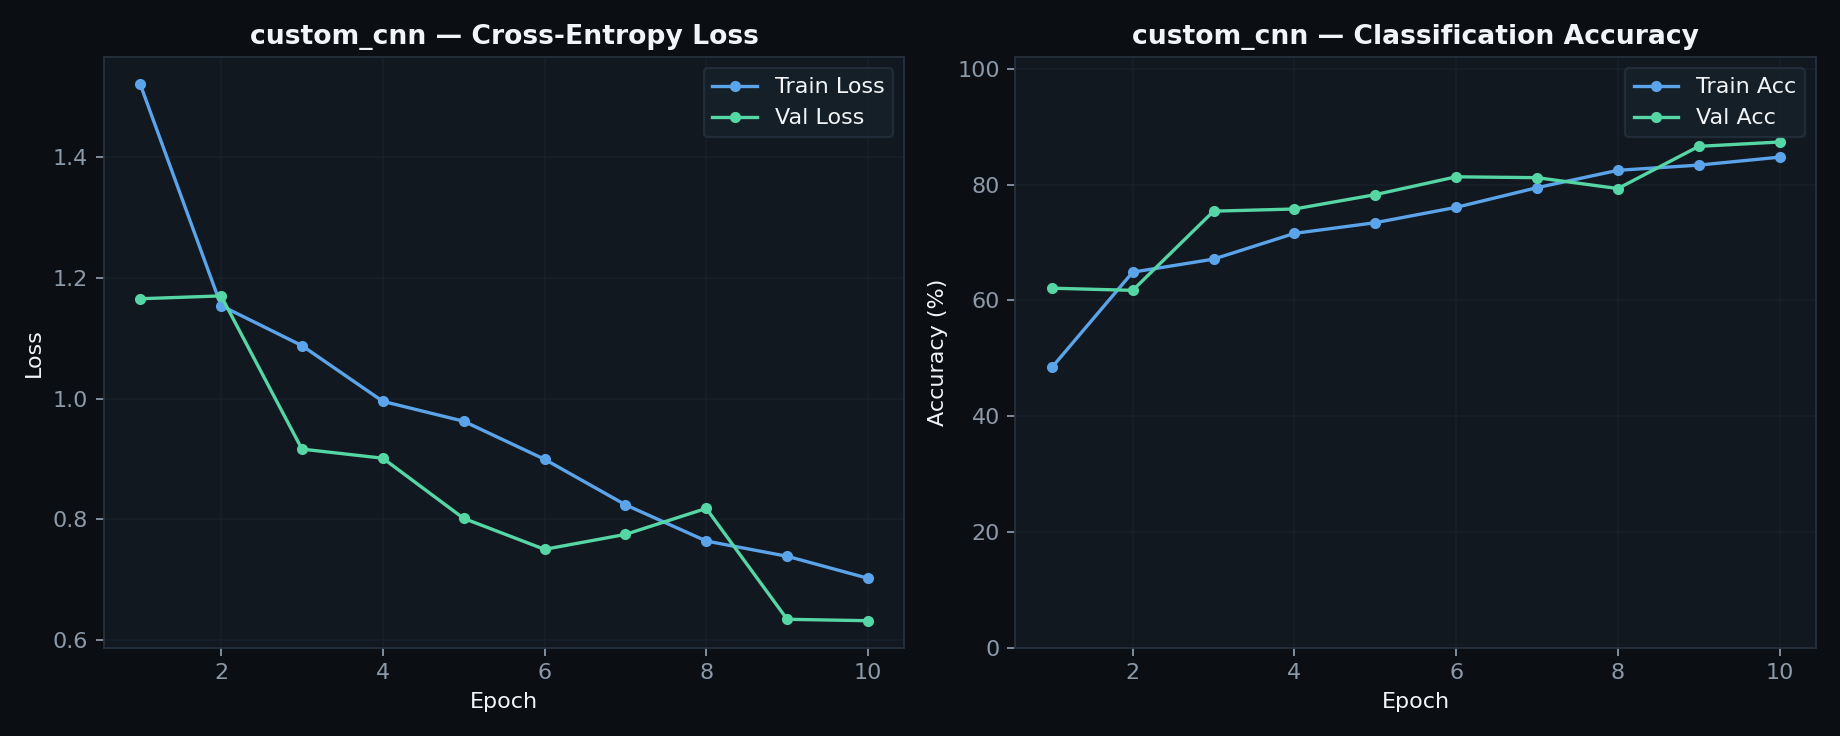 custom_cnn — Cross-Entropy Loss
Train Loss
Val Loss
1.4
1.2
1.0
0.8
0.6
Loss
2 4 6 8 10
Epoch
custom_cnn — Classification Accuracy
Train Acc
Val Acc
100
80
60
40
20
0
Accuracy (%)
2 4 6 8 10
Epoch